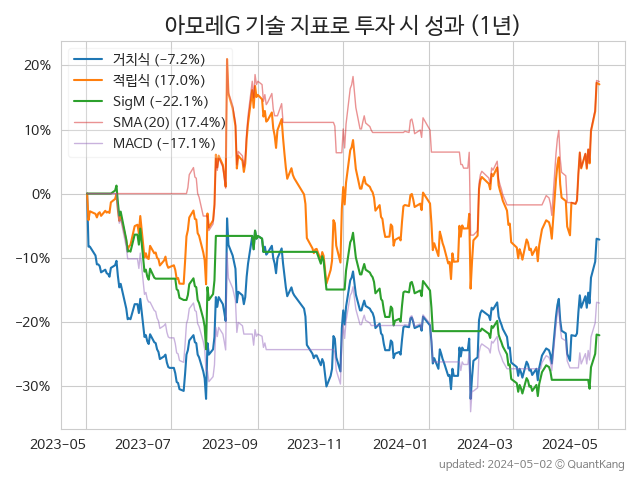 아모레G 기술 지표로 투자 시 성과 (1년)
거치식 (−7.2%)
적립식 (17.0%)
SigM (−22.1%)
SMA(20) (17.4%)
MACD (−17.1%)
20%
10%
0%
−10%
−20%
−30%
2023-05 2023-07 2023-09 2023-11 2024-01 2024-03 2024-05
updated: 2024-05-02 © QuantKang